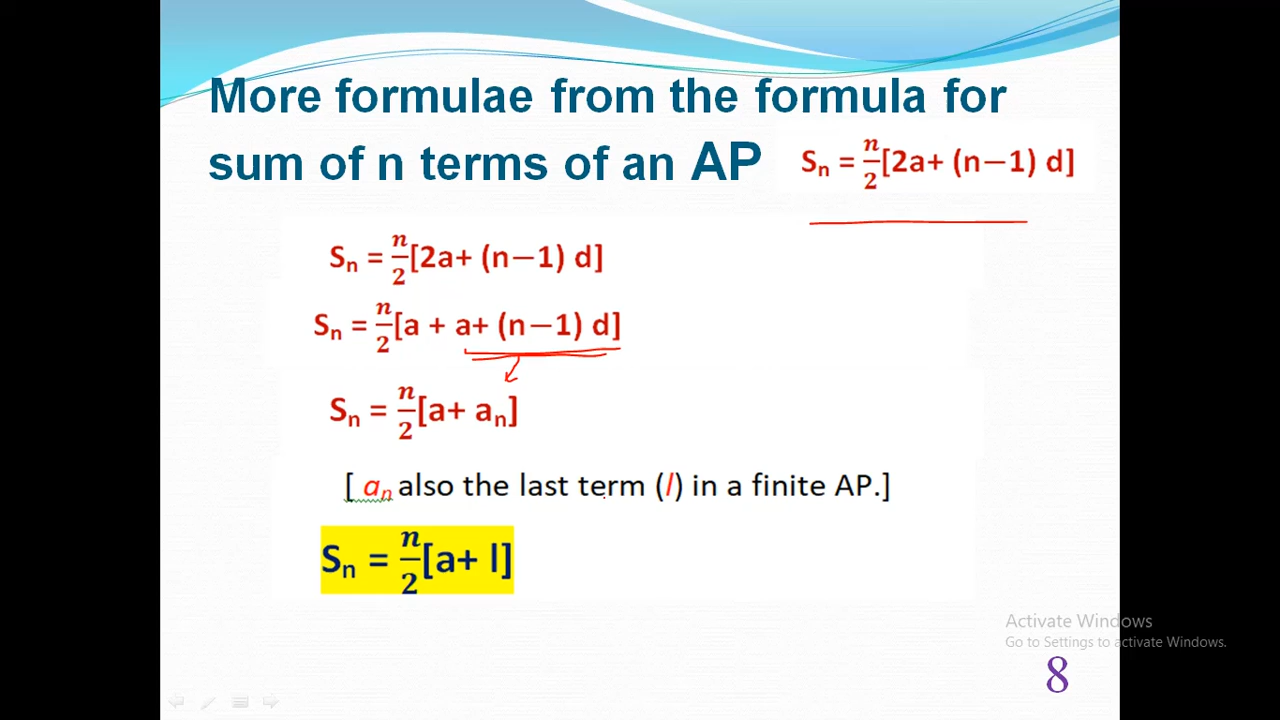 More formulae from the formula for
sum of n terms of an AP
Sₙ = n/2 [2a+ (n−1) d]
Sₙ = n/2 [2a+ (n−1) d]
Sₙ = n/2 [a + a+ (n−1) d]
Sₙ = n/2 [a+ aₙ]
[ aₙ also the last term (l) in a finite AP.]
Sₙ = n/2 [a+ l]
Activate Windows
Go to Settings to activate Windows.
8